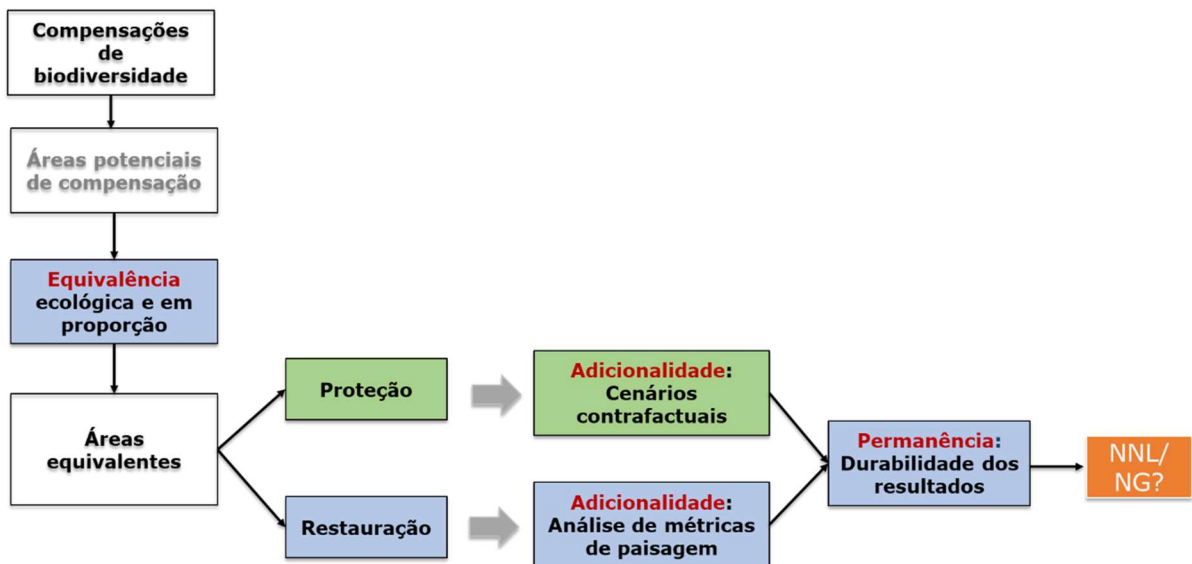 Compensações
de
biodiversidade
Áreas potenciais
de compensação
Equivalência
ecológica e em
proporção
Áreas
equivalentes
Proteção
Adicionalidade:
Cenários
contrafactuais
Restauração
Adicionalidade:
Análise de métricas
de paisagem
Permanência:
Durabilidade dos
resultados
NNL/
NG?